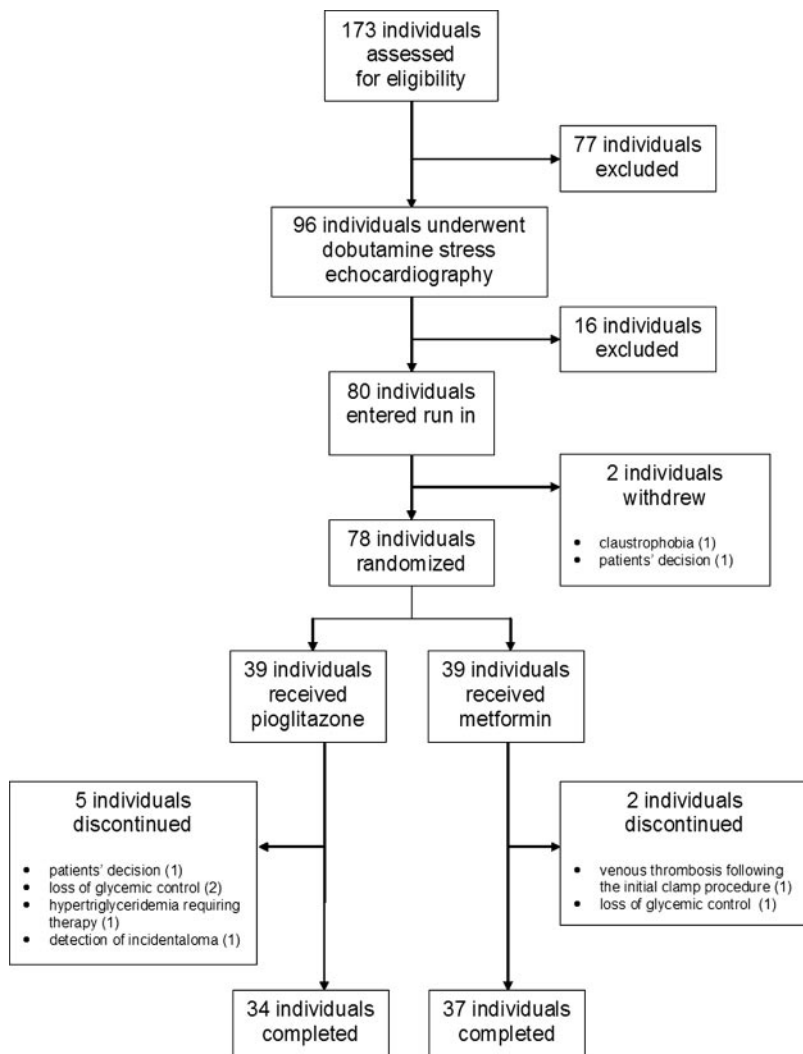 173 individuals
assessed
for eligibility
77 individuals
excluded
96 individuals underwent
dobutamine stress
echocardiography
16 individuals
excluded
80 individuals
entered run in
2 individuals
withdrew
• claustrophobia (1)
• patients’ decision (1)
78 individuals
randomized
39 individuals
received
pioglitazone
39 individuals
received
metformin
5 individuals
discontinued
• patients’ decision (1)
• loss of glycemic control (2)
• hypertriglyceridemia requiring
therapy (1)
• detection of incidentaloma (1)
2 individuals
discontinued
• venous thrombosis following
the initial clamp procedure (1)
• loss of glycemic control (1)
34 individuals
completed
37 individuals
completed